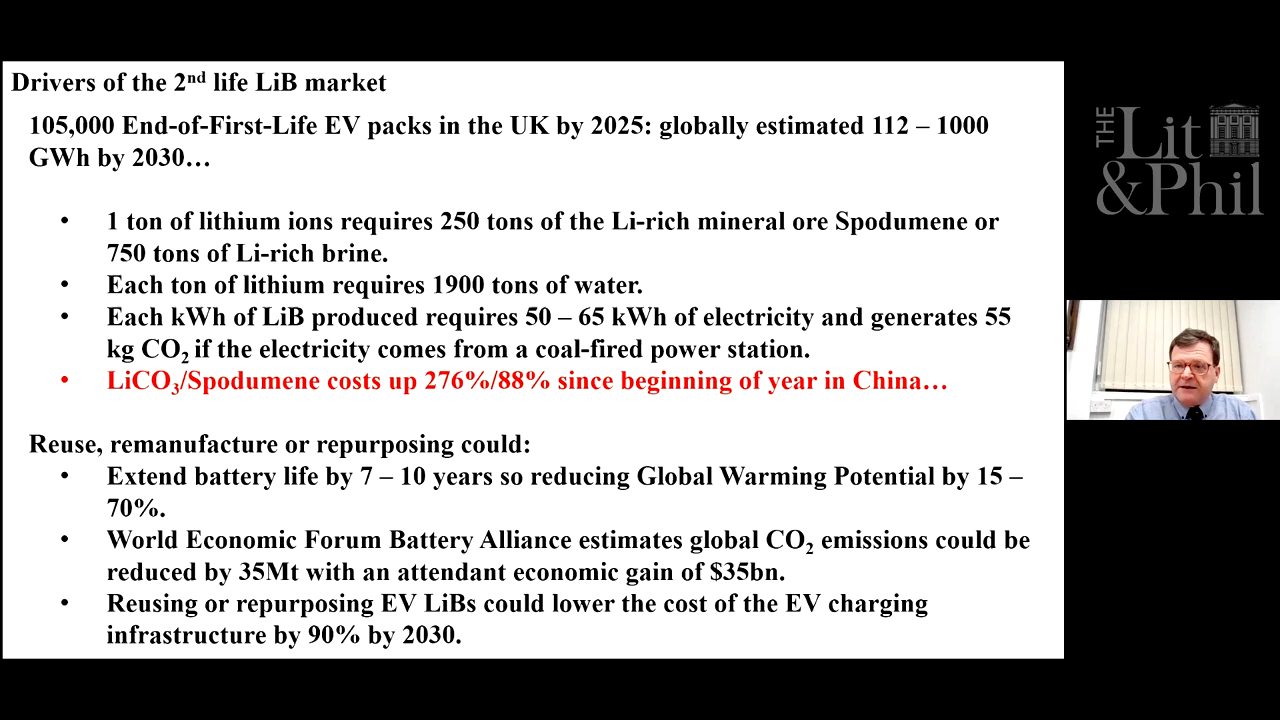 Drivers of the 2nd life LiB market
105,000 End-of-First-Life EV packs in the UK by 2025: globally estimated 112 – 1000
GWh by 2030…
• 1 ton of lithium ions requires 250 tons of the Li-rich mineral ore Spodumene or
750 tons of Li-rich brine.
• Each ton of lithium requires 1900 tons of water.
• Each kWh of LiB produced requires 50 – 65 kWh of electricity and generates 55
kg CO2 if the electricity comes from a coal-fired power station.
• LiCO3/Spodumene costs up 276%/88% since beginning of year in China…
Reuse, remanufacture or repurposing could:
• Extend battery life by 7 – 10 years so reducing Global Warming Potential by 15 –
70%.
• World Economic Forum Battery Alliance estimates global CO2 emissions could be
reduced by 35Mt with an attendant economic gain of $35bn.
• Reusing or repurposing EV LiBs could lower the cost of the EV charging
infrastructure by 90% by 2030.
THE
Lit
&Phil